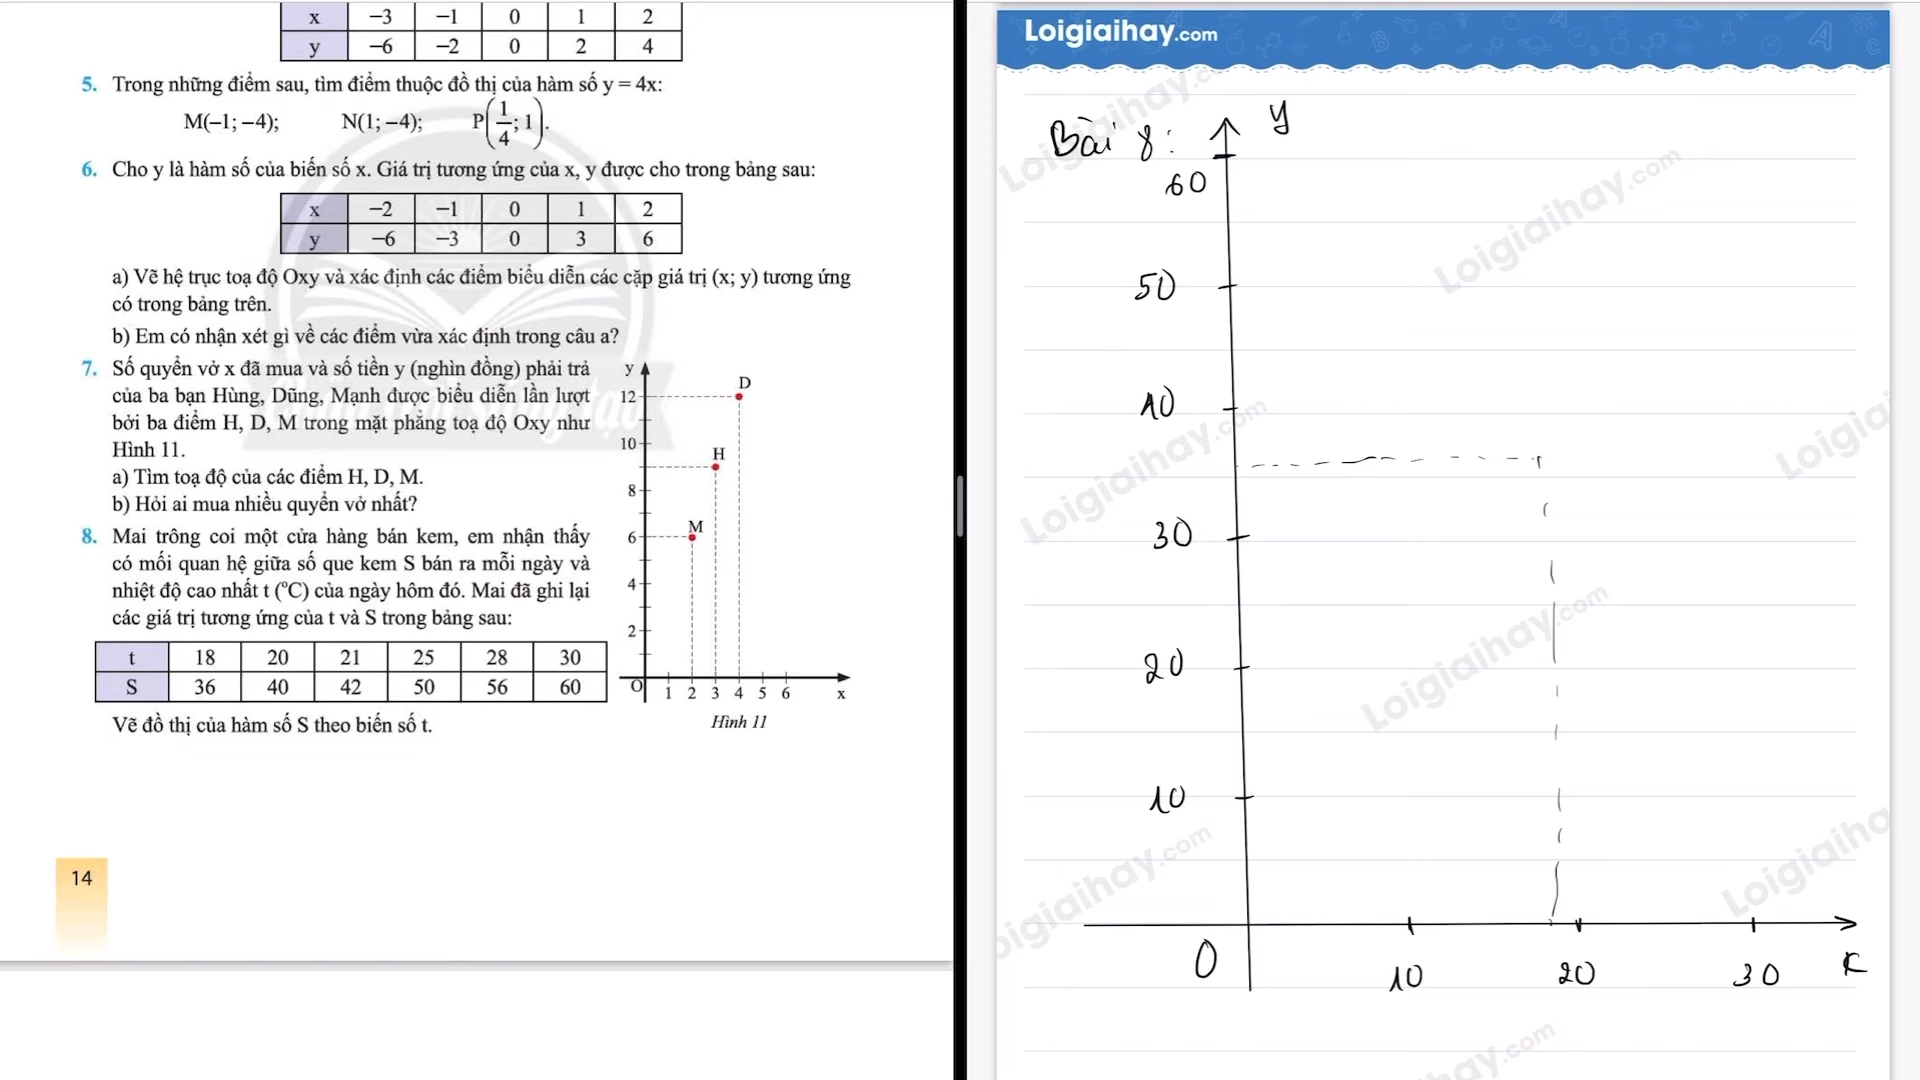 x −3 −1 0 1 2
y −6 −2 0 2 4
5. Trong những điểm sau, tìm điểm thuộc đồ thị của hàm số y = 4x:
M(−1; −4); N(1; −4); P(1/4; 1).
6. Cho y là hàm số của biến số x. Giá trị tương ứng của x, y được cho trong bảng sau:
x −2 −1 0 1 2
y −6 −3 0 3 6
a) Vẽ hệ trục toạ độ Oxy và xác định các điểm biểu diễn các cặp giá trị (x; y) tương ứng
có trong bảng trên.
b) Em có nhận xét gì về các điểm vừa xác định trong câu a?
7. Số quyển vở x đã mua và số tiền y (nghìn đồng) phải trả
của ba bạn Hùng, Dũng, Mạnh được biểu diễn lần lượt
bởi ba điểm H, D, M trong mặt phẳng toạ độ Oxy như
Hình 11.
a) Tìm toạ độ của các điểm H, D, M.
b) Hỏi ai mua nhiều quyển vở nhất?
8. Mai trông coi một cửa hàng bán kem, em nhận thấy
có mối quan hệ giữa số que kem S bán ra mỗi ngày và
nhiệt độ cao nhất t (°C) của ngày hôm đó. Mai đã ghi lại
các giá trị tương ứng của t và S trong bảng sau:
t 18 20 21 25 28 30
S 36 40 42 50 56 60
Vẽ đồ thị của hàm số S theo biến số t.
y
D
12
10
H
8
M
6
4
2
O 1 2 3 4 5 6 x
Hình 11
14
Loigiaihay.com
Bài 8:
y
60
50
40
30
20
10
0 10 20 30 x
Loigiaihay.com
Loigiaihay.com
Loigiaihay.com
Loigiaihay.com